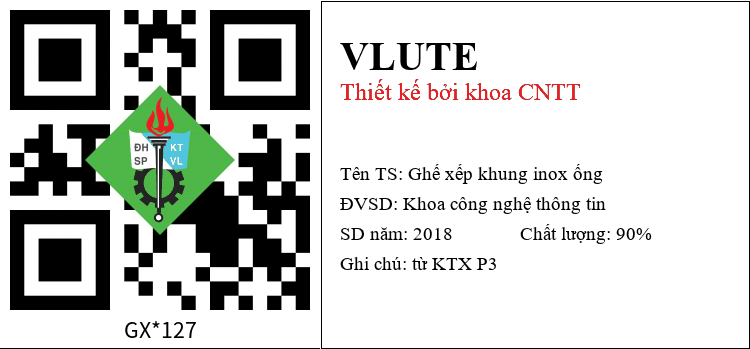 ĐH KT
SP VL
GX*127
VLUTE
Thiết kế bởi khoa CNTT
Tên TS: Ghế xếp khung inox ống
ĐVSD: Khoa công nghệ thông tin
SD năm: 2018 Chất lượng: 90%
Ghi chú: từ KTX P3